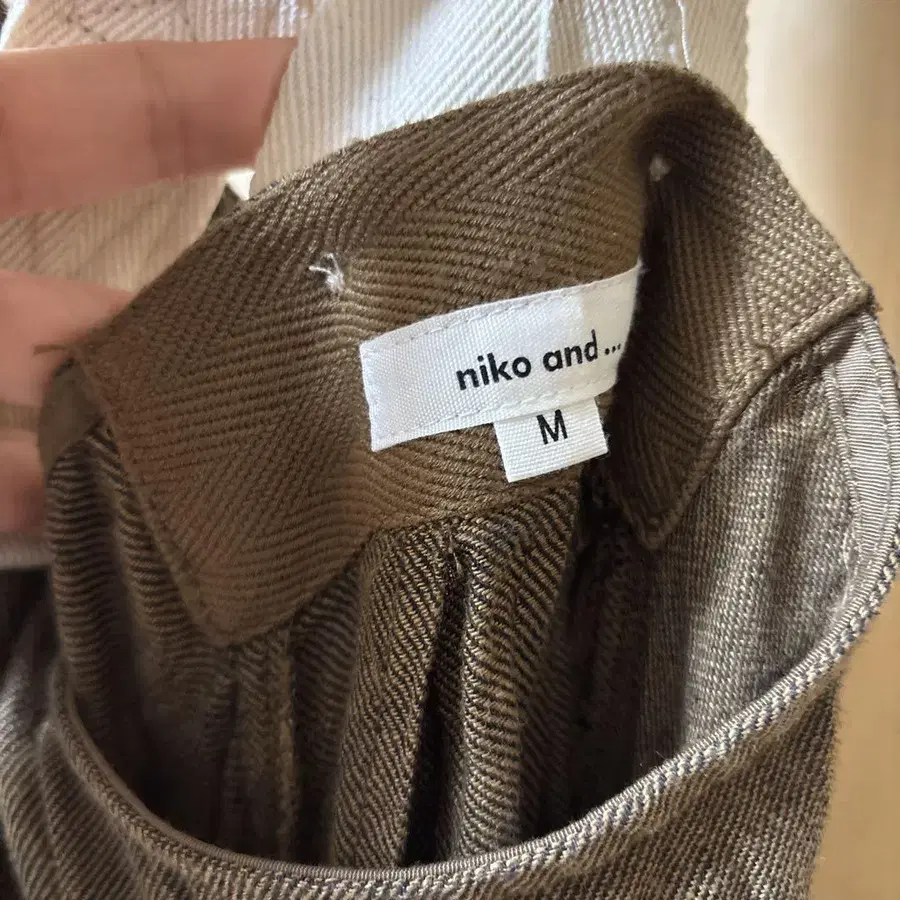 niko and ...
M